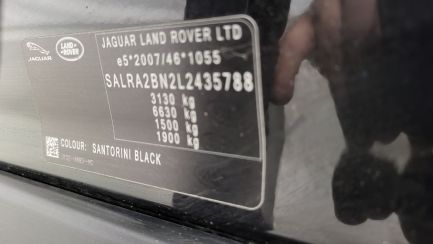 JAGUAR
LAND
ROVER
JAGUAR LAND ROVER LTD
e5*2007/46*1055
SALRA2BN2L2435788
3130 kg
6630 kg
1500 kg
1900 kg
COLOUR: SANTORINI BLACK